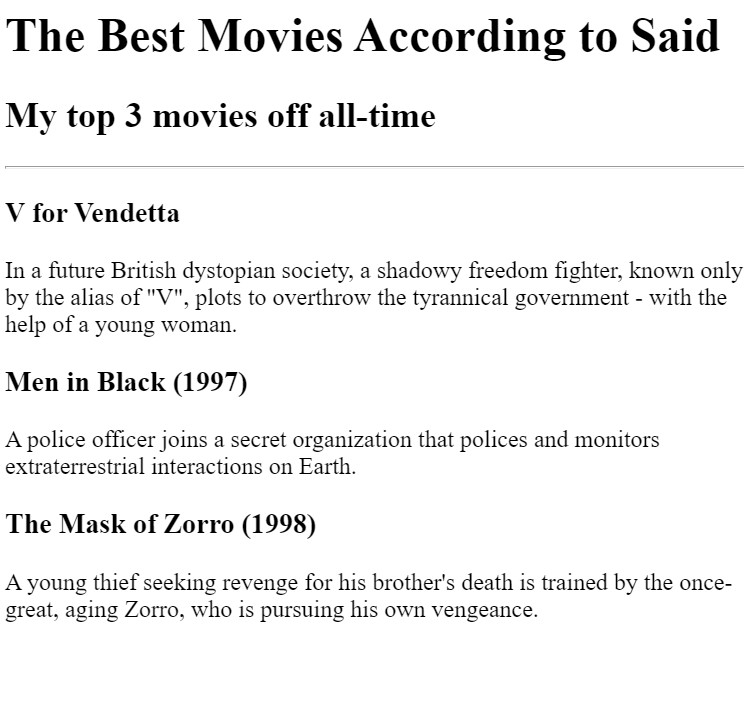 The Best Movies According to Said
My top 3 movies off all-time
V for Vendetta
In a future British dystopian society, a shadowy freedom fighter, known only
by the alias of "V", plots to overthrow the tyrannical government - with the
help of a young woman.
Men in Black (1997)
A police officer joins a secret organization that polices and monitors
extraterrestrial interactions on Earth.
The Mask of Zorro (1998)
A young thief seeking revenge for his brother's death is trained by the once-
great, aging Zorro, who is pursuing his own vengeance.